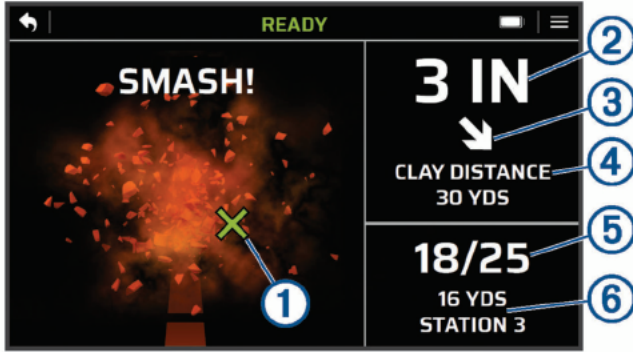 READY
SMASH!
3 IN
CLAY DISTANCE
30 YDS
18/25
16 YDS
STATION 3
1
2
3
4
5
6